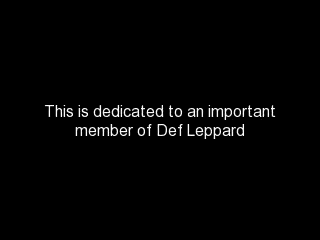 This is dedicated to an important
member of Def Leppard